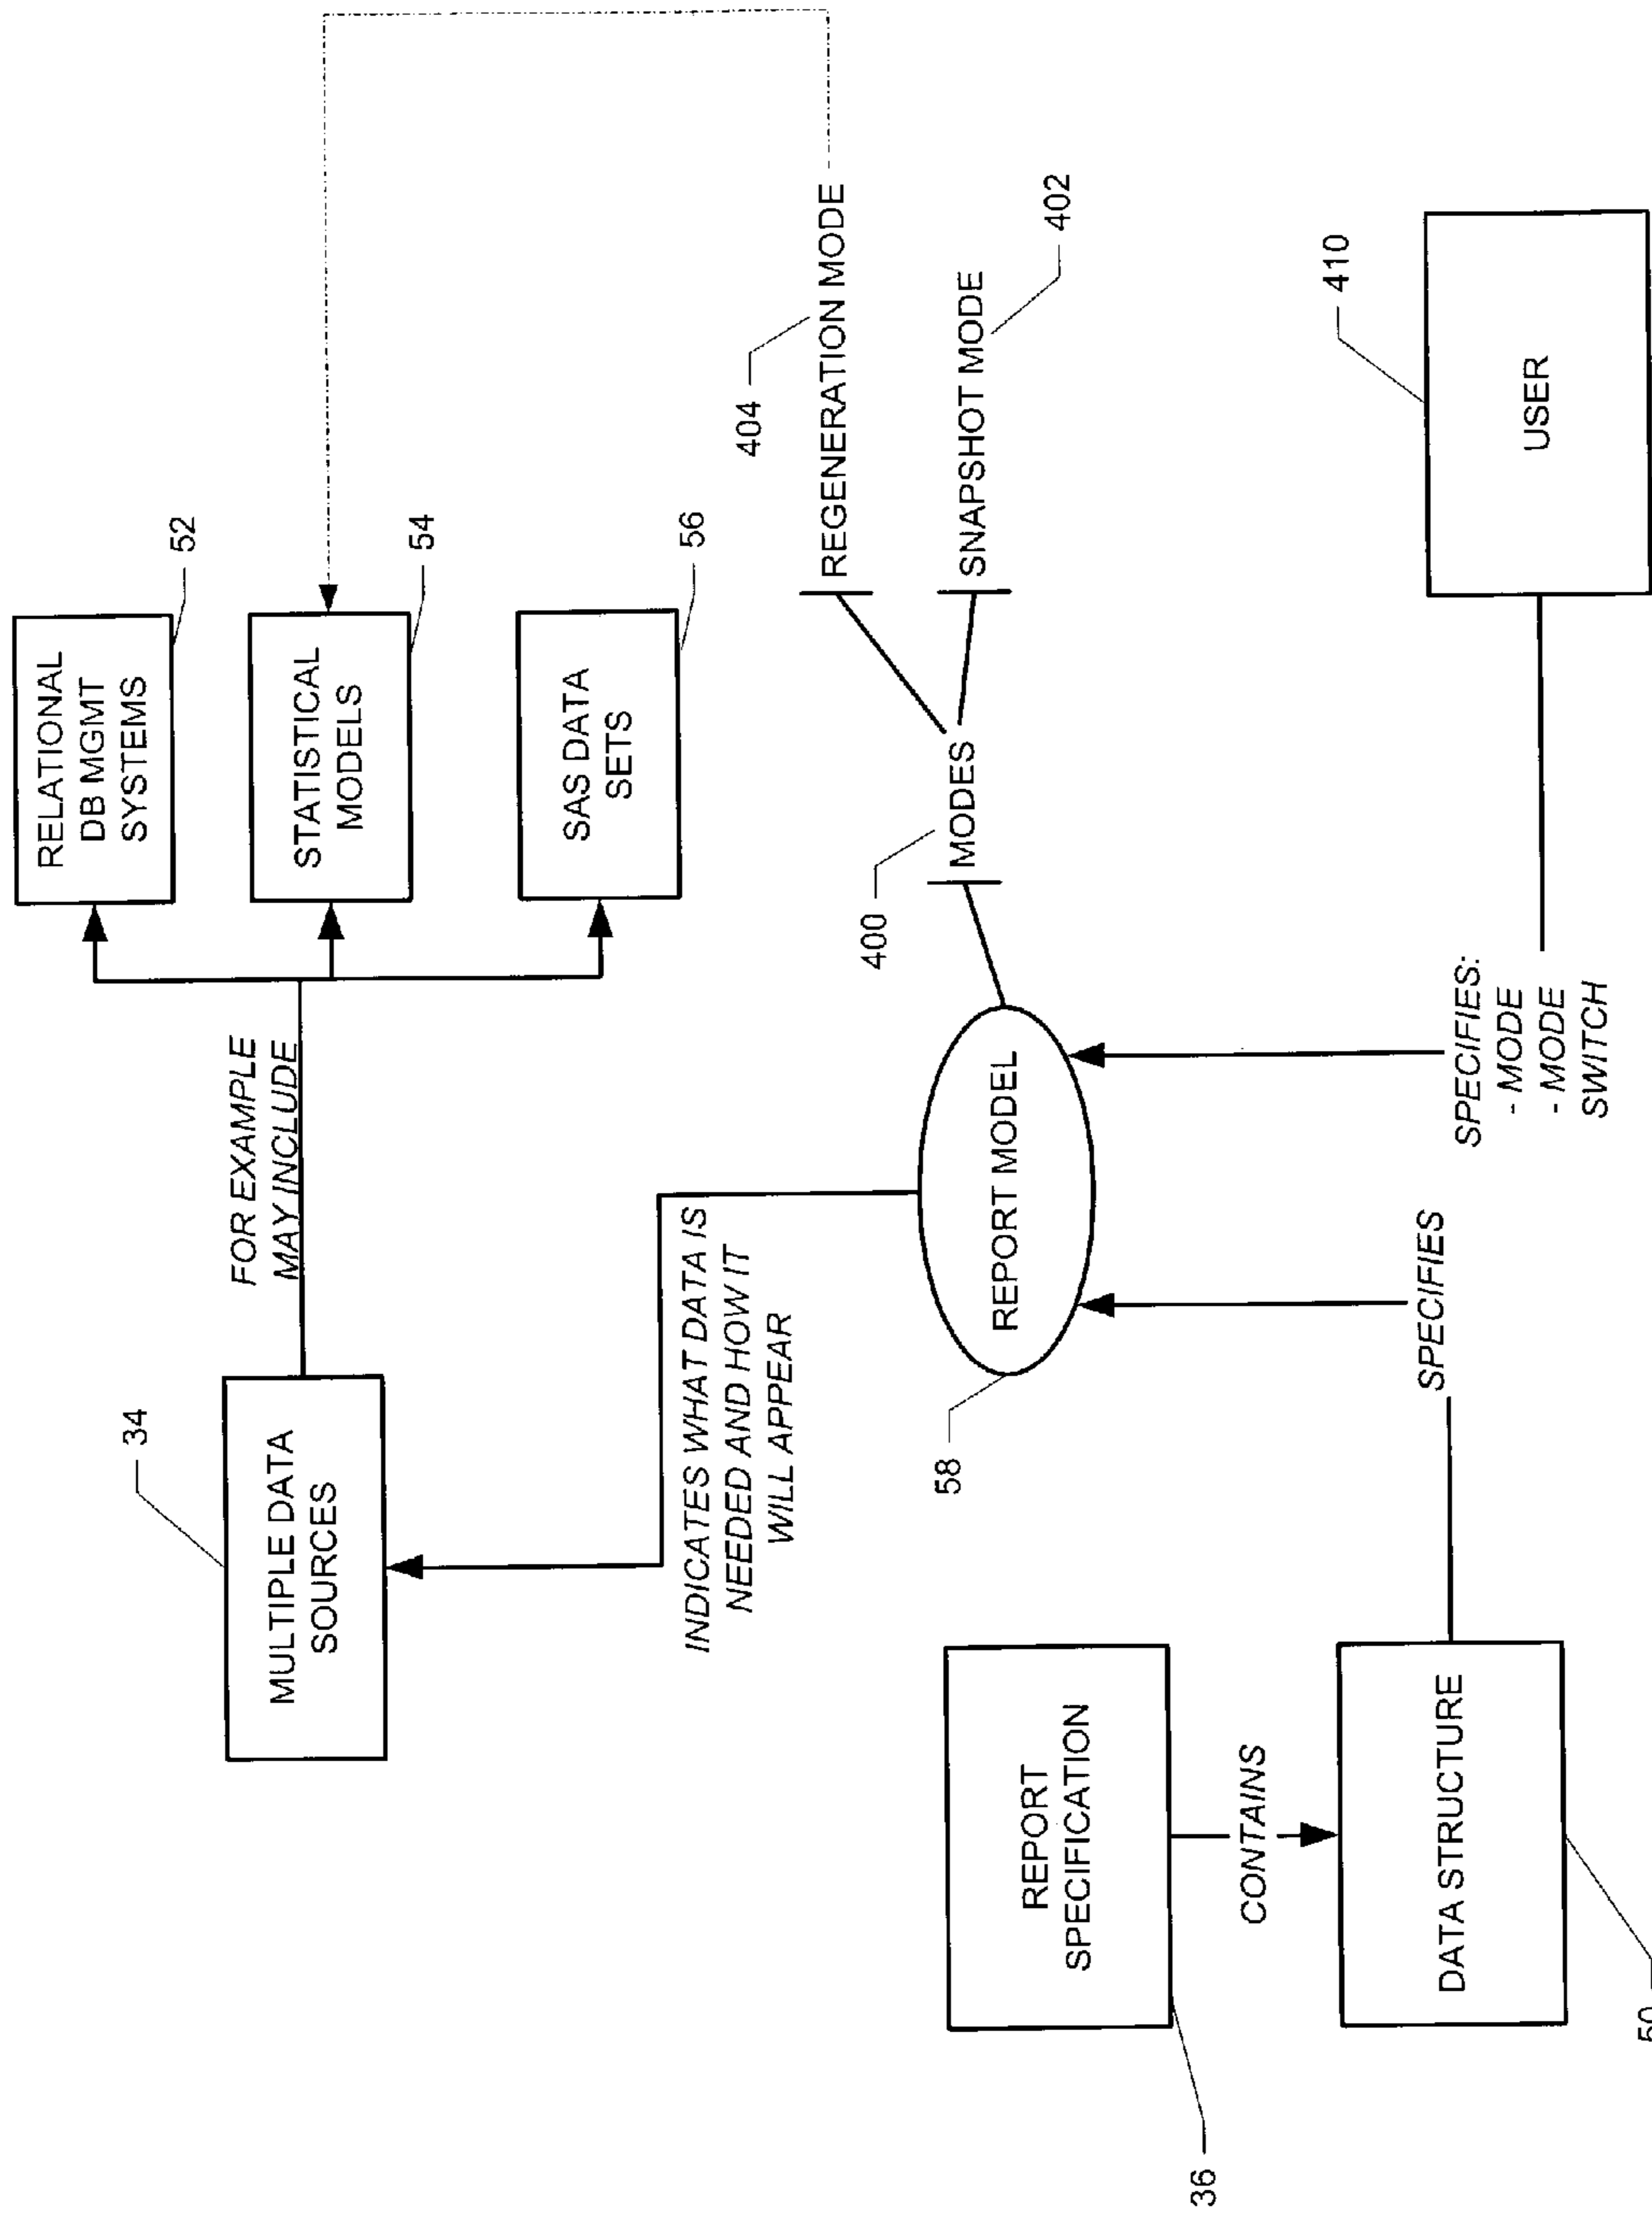 34
MULTIPLE DATA
SOURCES
FOR EXAMPLE
MAY INCLUDE
RELATIONAL
DB MGMT
SYSTEMS
52
STATISTICAL
MODELS
54
SAS DATA
SETS
56
INDICATES WHAT DATA IS
NEEDED AND HOW IT
WILL APPEAR
404
REGENERATION MODE
400
MODES
SNAPSHOT MODE
402
REPORT MODEL
58
REPORT
SPECIFICATION
36
CONTAINS
DATA STRUCTURE
50
SPECIFIES
SPECIFIES:
- MODE
- MODE
SWITCH
410
USER